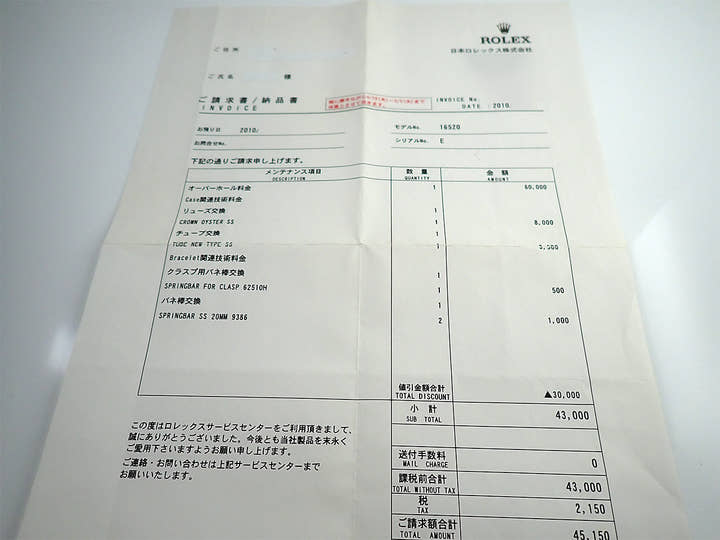 ROLEX
日本ロレックス株式会社
ご住所
ご氏名 様
ご請求書/納品書
INVOICE
INVOICE No.
DATE : 2010.
お預り日 2010/
モデルNo. 16520
お問合せNo.
シリアルNo. E
下記の通りご請求申し上げます。
メンテナンス項目 数量 金額
DESCRIPTION QUANTITY AMOUNT
オーバーホール料金 1 60,000
Case関連技術料金
リューズ交換 1
CROWN OYSTER SS 1 8,000
チューブ交換 1
TUBE NEW TYPE SS 1
Bracelet関連技術料金
クラスプ用バネ棒交換 1
SPRINGBAR FOR CLASP 62510H 1 500
バネ棒交換 1
SPRINGBAR SS 20MM 9386 2 1,000
値引金額合計
TOTAL DISCOUNT ▲30,000
小計
SUB TOTAL 43,000
この度はロレックスサービスセンターをご利用頂きまして、
誠にありがとうございました。今後とも当社製品を末永く
ご愛用下さいますようお願い申し上げます。
ご連絡・お問い合わせは上記サービスセンターまで
お願いいたします。
送付手数料
MAIL CHARGE 0
課税前合計
TOTAL WITHOUT TAX 43,000
税
TAX 2,150
ご請求額合計
TOTAL AMOUNT 45,150